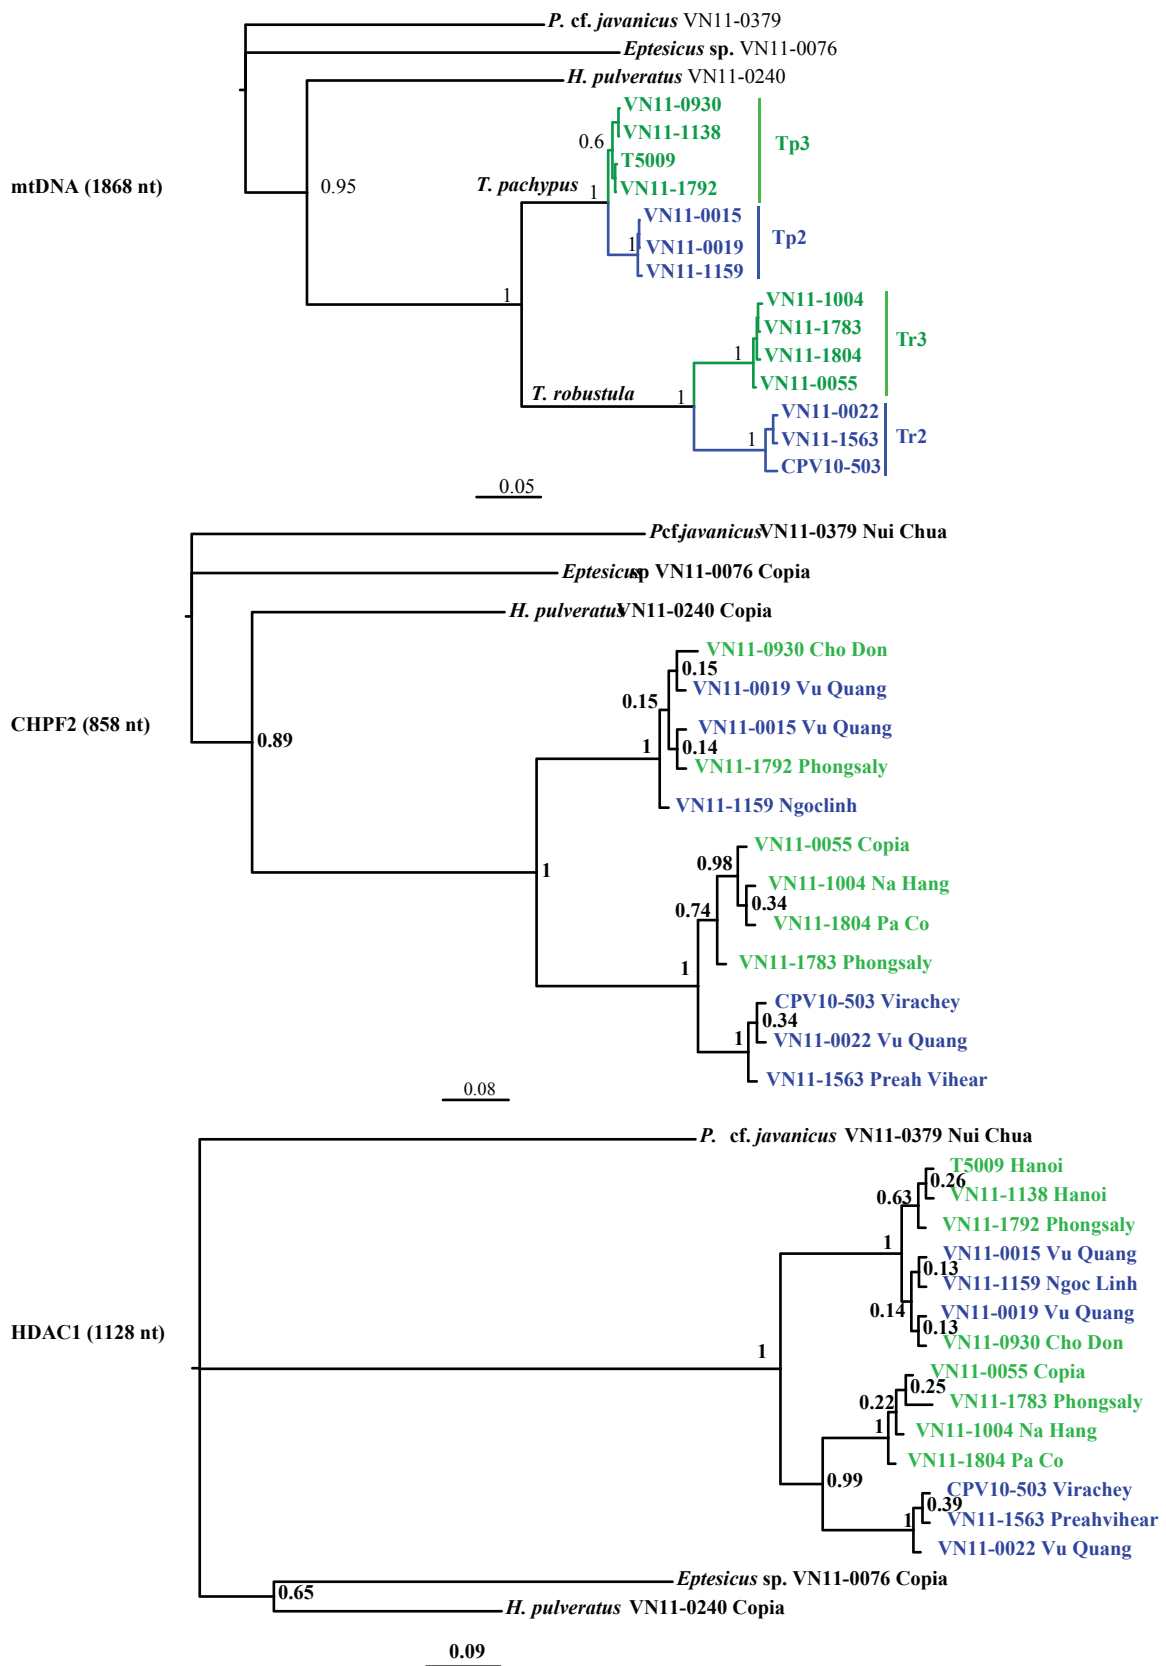 P. cf. javanicus VN11-0379
Eptesicus sp. VN11-0076
H. pulveratus VN11-0240
VN11-0930
VN11-1138
0.6
Tp3
T5009
mtDNA (1868 nt)
0.95
T. pachypus
1
VN11-1792
VN11-0015
Tp2
1
VN11-0019
VN11-1159
1
VN11-1004
VN11-1783
Tr3
1
VN11-1804
VN11-0055
T. robustula
1
VN11-0022
1
VN11-1563
Tr2
CPV10-503
0.05
Pcf.javanicusVN11-0379 Nui Chua
Eptesicus sp VN11-0076 Copia
H. pulveratus VN11-0240 Copia
VN11-0930 Cho Don
0.15
VN11-0019 Vu Quang
0.15
VN11-0015 Vu Quang
CHPF2 (858 nt)
0.89
1
0.14
VN11-1792 Phongsaly
VN11-1159 Ngoclinh
VN11-0055 Copia
0.98
1
VN11-1004 Na Hang
0.34
0.74
VN11-1804 Pa Co
1
VN11-1783 Phongsaly
CPV10-503 Virachey
0.34
1
VN11-0022 Vu Quang
VN11-1563 Preah Vihear
0.08
P. cf. javanicus VN11-0379 Nui Chua
T5009 Hanoi
0.26
0.63
VN11-1138 Hanoi
VN11-1792 Phongsaly
1
VN11-0015 Vu Quang
0.13
VN11-1159 Ngoc Linh
0.14
VN11-0019 Vu Quang
0.13
HDAC1 (1128 nt)
VN11-0930 Cho Don
1
VN11-0055 Copia
0.25
0.22
VN11-1783 Phongsaly
1
VN11-1004 Na Hang
VN11-1804 Pa Co
0.99
CPV10-503 Virachey
0.39
1
VN11-1563 Preahvihear
VN11-0022 Vu Quang
Eptesicus sp. VN11-0076 Copia
0.65
H. pulveratus VN11-0240 Copia
0.09